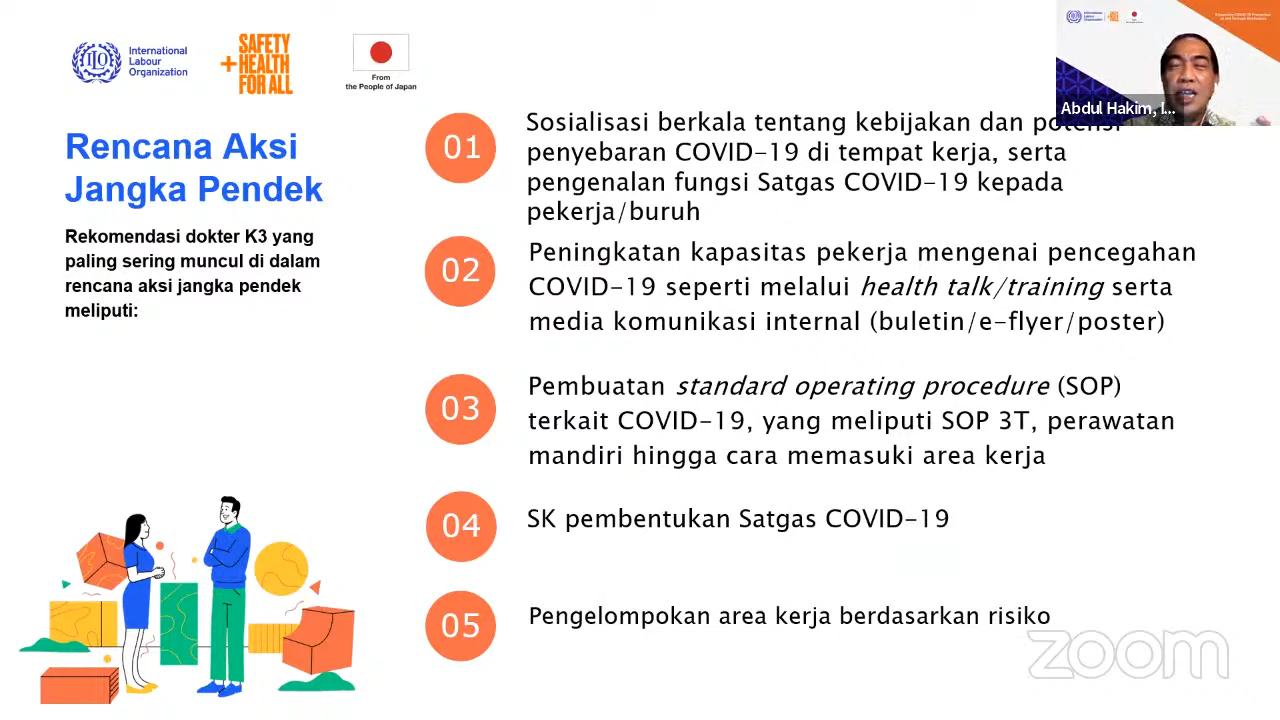 International
Labour
Organization
SAFETY
+HEALTH
FOR ALL
From
the People of Japan
Abdul Hakim, I...
Rencana Aksi
Jangka Pendek
Rekomendasi dokter K3 yang
paling sering muncul di dalam
rencana aksi jangka pendek
meliputi:
01
Sosialisasi berkala tentang kebijakan dan potensi
penyebaran COVID-19 di tempat kerja, serta
pengenalan fungsi Satgas COVID-19 kepada
pekerja/buruh
02
Peningkatan kapasitas pekerja mengenai pencegahan
COVID-19 seperti melalui health talk/training serta
media komunikasi internal (buletin/e-flyer/poster)
03
Pembuatan standard operating procedure (SOP)
terkait COVID-19, yang meliputi SOP 3T, perawatan
mandiri hingga cara memasuki area kerja
04
SK pembentukan Satgas COVID-19
05
Pengelompokan area kerja berdasarkan risiko
zoom